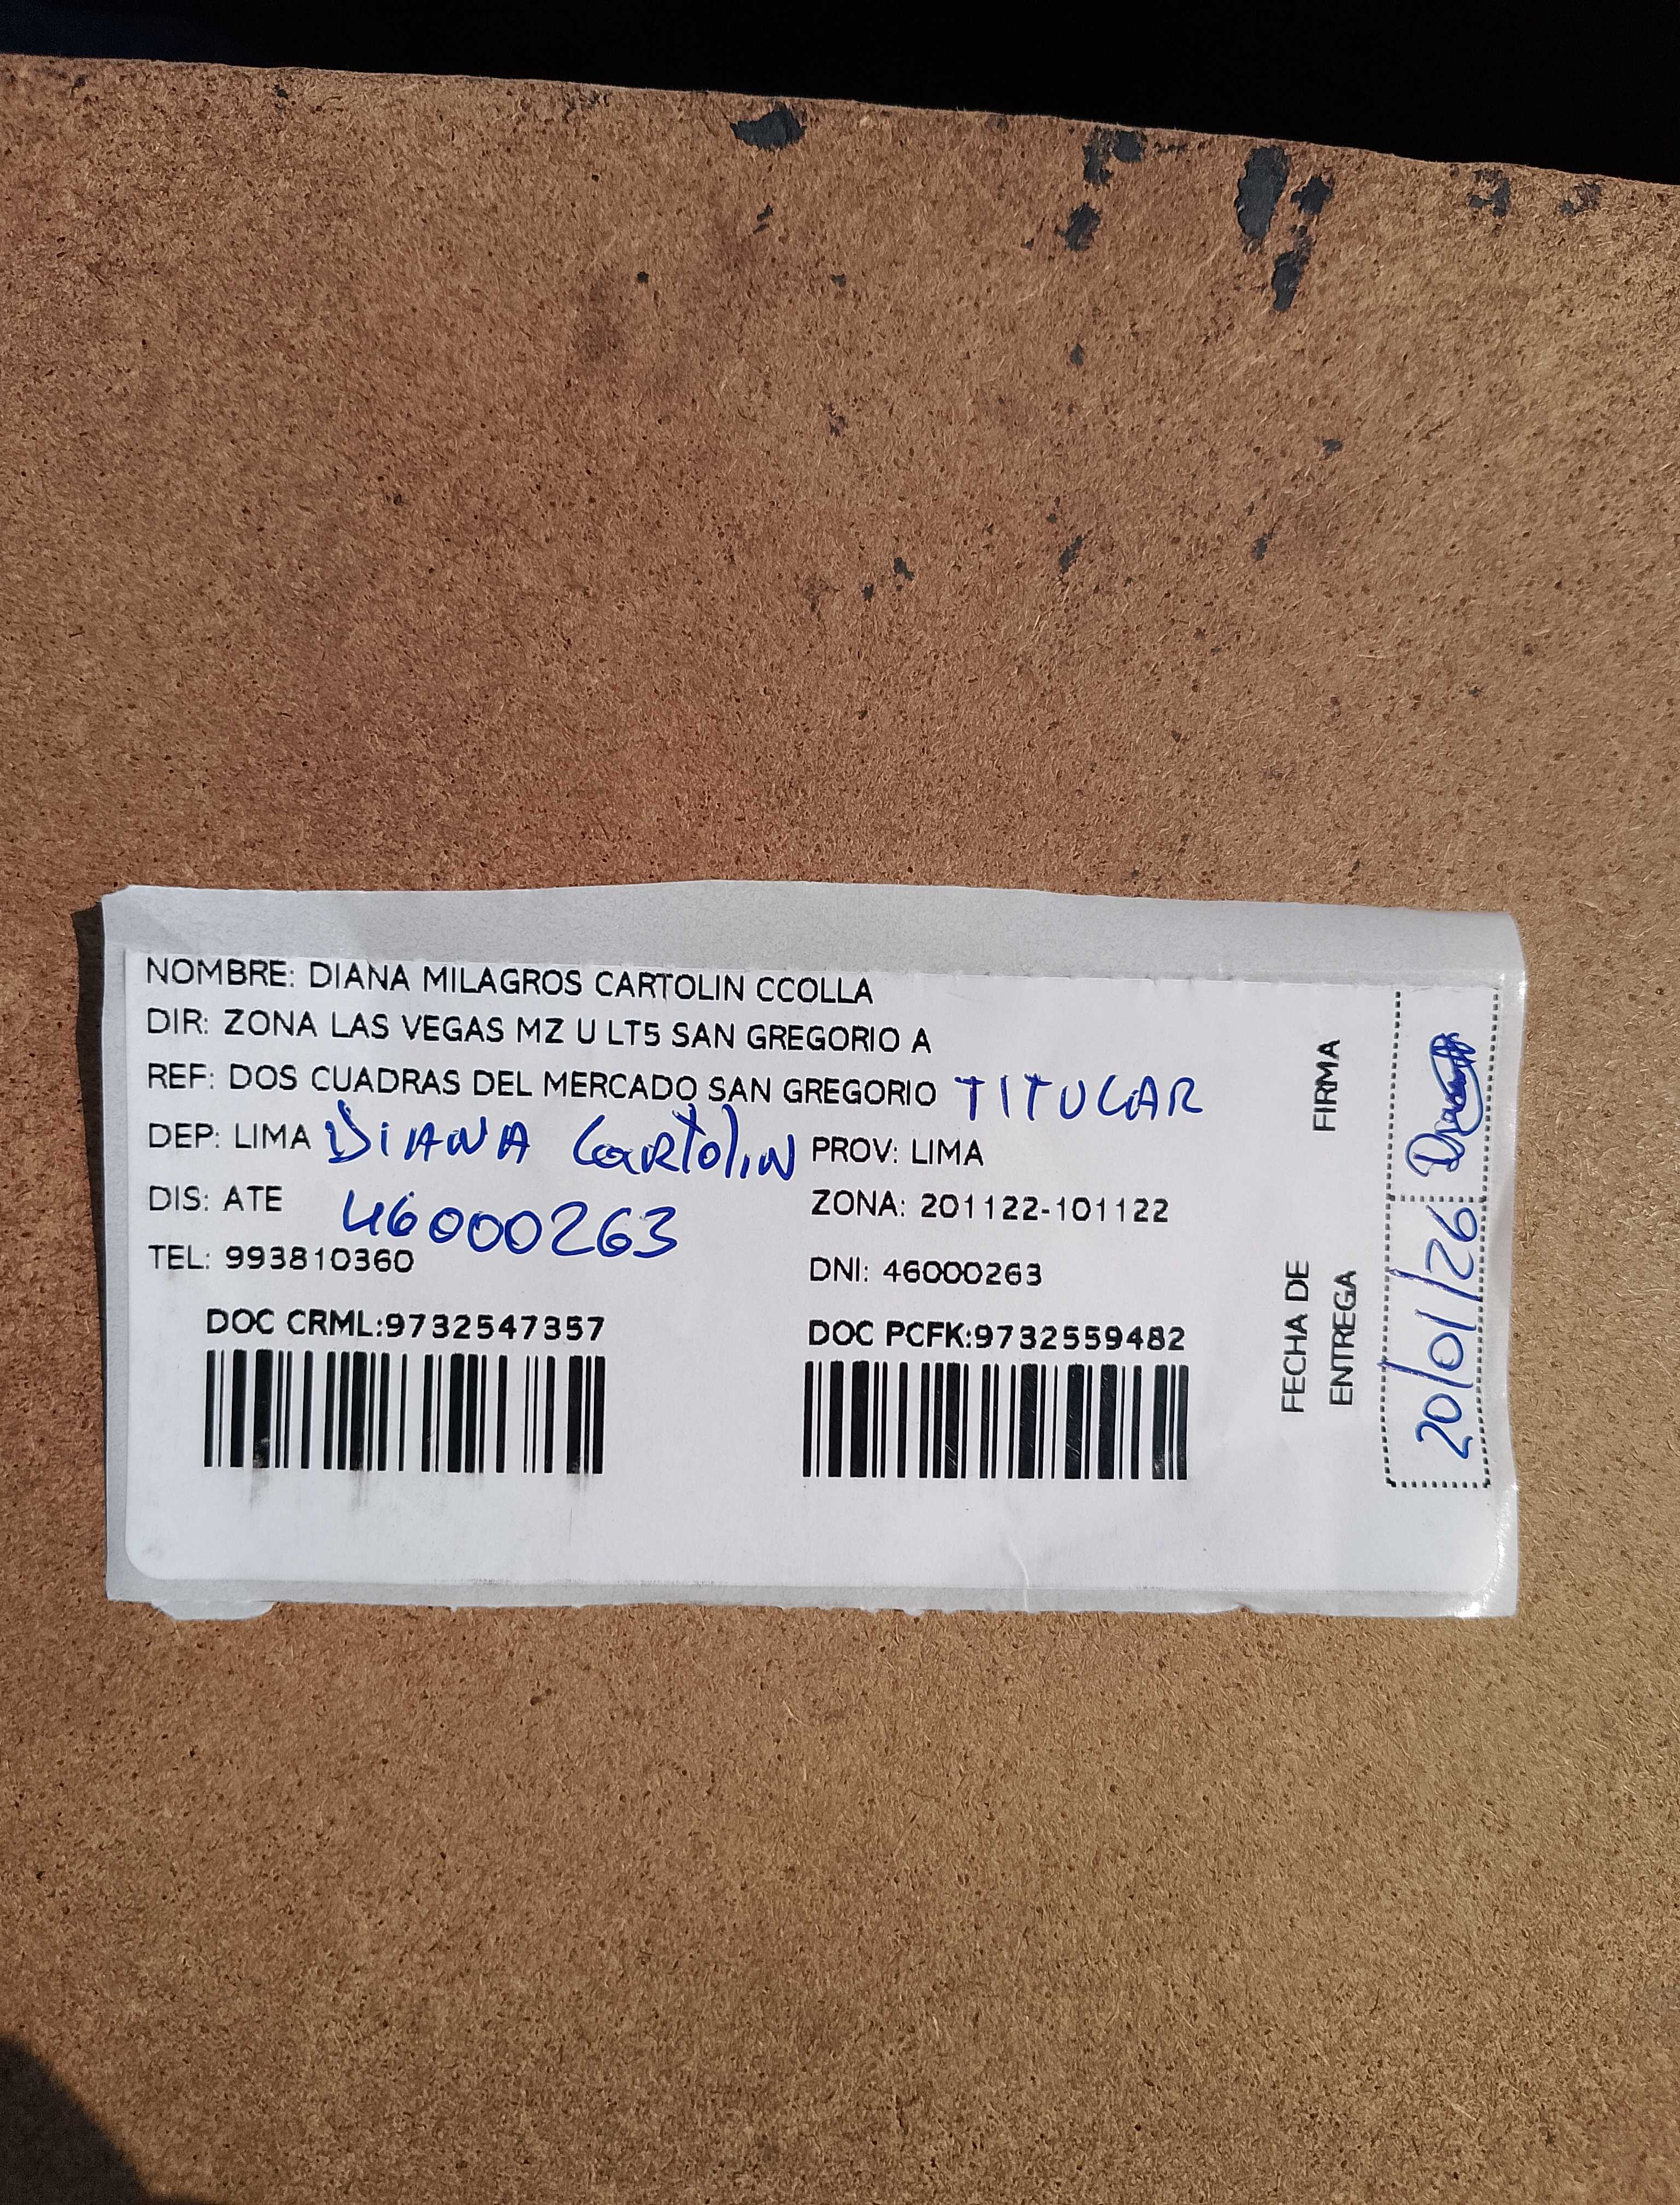 NOMBRE: DIANA MILAGROS CARTOLIN CCOLLA
DIR: ZONA LAS VEGAS MZ U LT5 SAN GREGORIO A
REF: DOS CUADRAS DEL MERCADO SAN GREGORIO TITULAR
DEP: LIMA DIANA Cartolin PROV: LIMA
DIS: ATE 46000263 ZONA: 201122-101122
TEL: 993810360 DNI: 46000263
DOC CRML:9732547357 DOC PCFK:9732559482
FIRMA
FECHA DE
ENTREGA
20/01/26